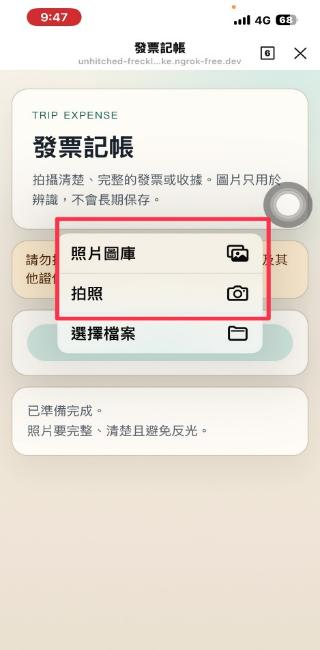 9:47
4G 68
發票記帳
unhitched-freckl...ke.ngrok-free.dev
6
TRIP EXPENSE
發票記帳
拍攝清楚、完整的發票或收據。圖片只用於
辨識，不會長期保存。
請勿
及其
他證
照片圖庫
拍照
選擇檔案
已準備完成。
照片要完整、清楚且避免反光。